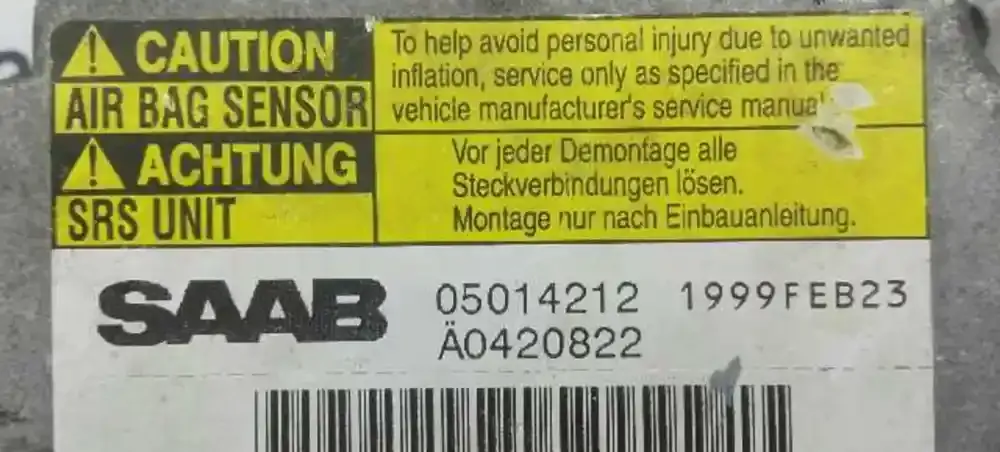 CAUTION
AIR BAG SENSOR
To help avoid personal injury due to unwanted
inflation, service only as specified in the
vehicle manufacturer's service manual
ACHTUNG
SRS UNIT
Vor jeder Demontage alle
Steckverbindungen lösen.
Montage nur nach Einbauanleitung.
SAAB
05014212 1999FEB23
Ä0420822